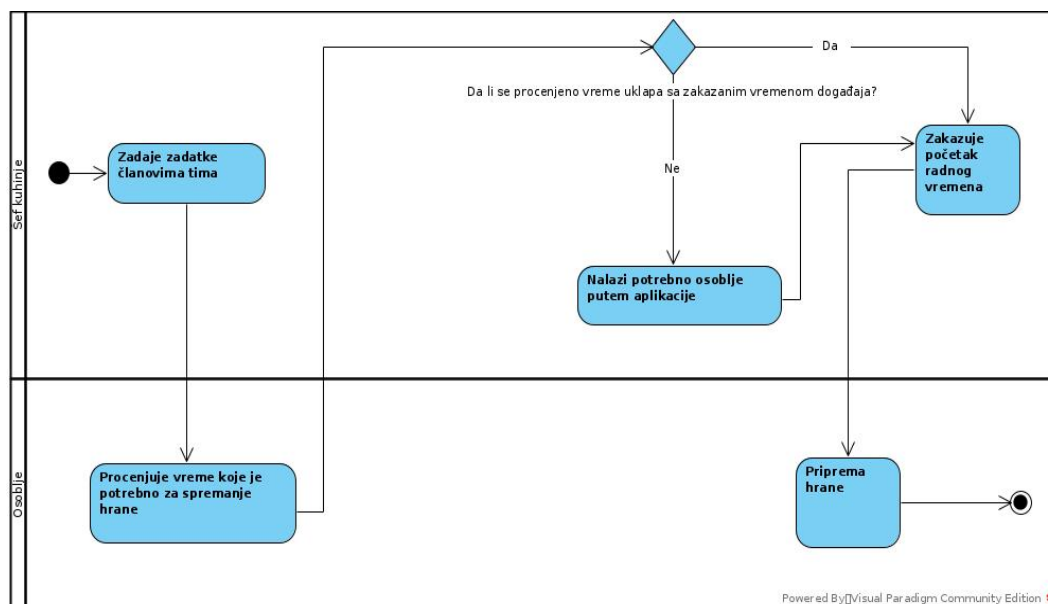 Šef kuhinje
Zadaje zadatke
članovima tima
Da li se procenjeno vreme uklapa sa zakazanim vremenom događaja?
Da
Ne
Nalazi potrebno osoblje
putem aplikacije
Zakazuje
početak
radnog
vremena
Osoblje
Procenjuje vreme koje je
potrebno za spremanje
hrane
Priprema
hrane
Powered By Visual Paradigm Community Edition